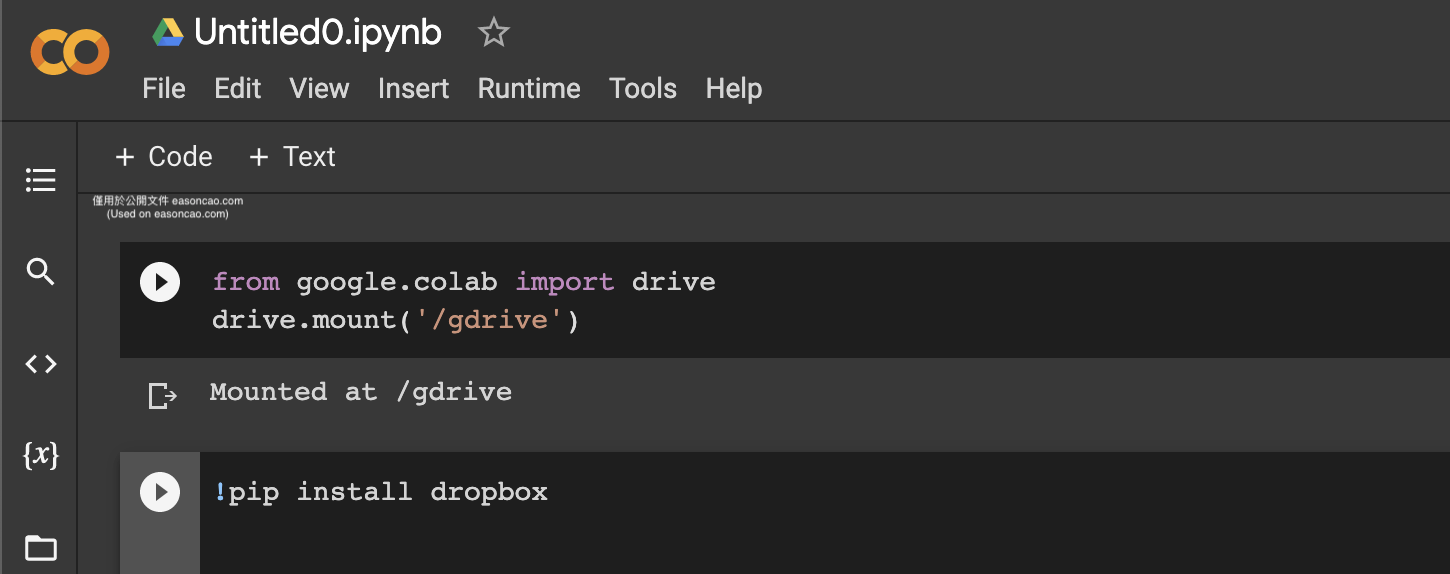 Untitled0.ipynb
File Edit View Insert Runtime Tools Help
+ Code + Text
僅用於公開文件 easoncao.com
(Used on easoncao.com)
from google.colab import drive
drive.mount('/gdrive')
Mounted at /gdrive
{x}
!pip install dropbox